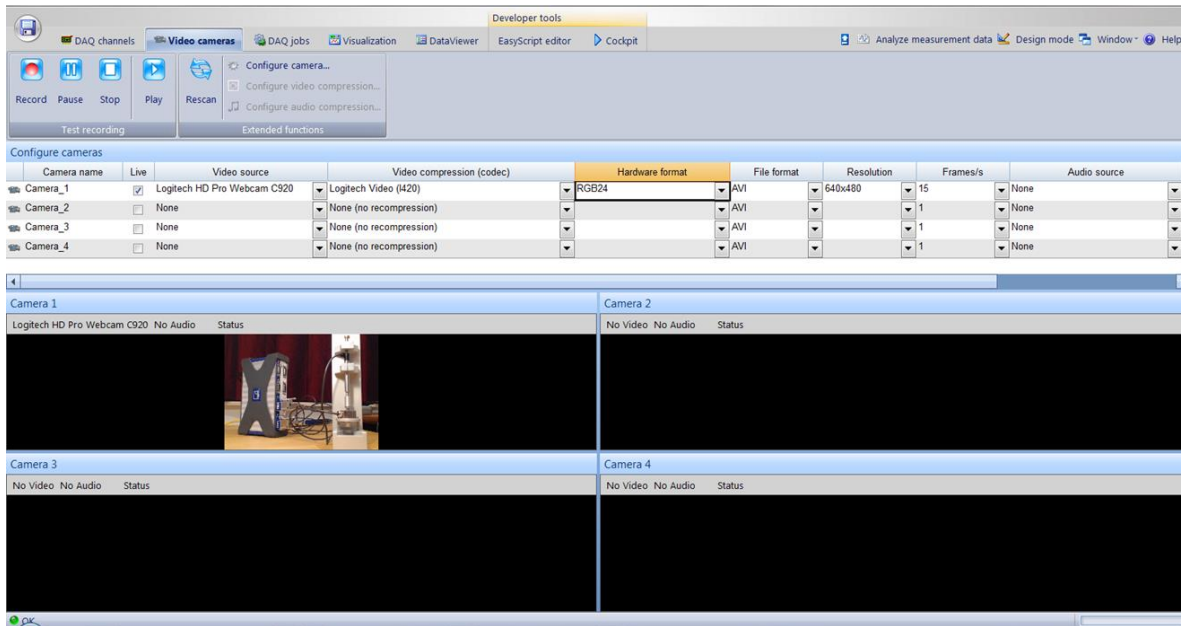 Developer tools
DAQ channels Video cameras DAQ jobs Visualization DataViewer EasyScript editor Cockpit Analyze measurement data Design mode Window Help
Configure camera...
Configure video compression...
Record Pause Stop Play Rescan
Configure audio compression...
Test recording Extended functions
Configure cameras
Camera name Live Video source Video compression (codec) Hardware format File format Resolution Frames/s Audio source
Camera_1 Logitech HD Pro Webcam C920 Logitech Video (I420) RGB24 AVI 640x480 15 None
Camera_2 None None (no recompression) AVI 1 None
Camera_3 None None (no recompression) AVI 1 None
Camera_4 None None (no recompression) AVI 1 None
Camera 1 Camera 2
Logitech HD Pro Webcam C920 No Audio Status No Video No Audio Status
Camera 3 Camera 4
No Video No Audio Status No Video No Audio Status
OK